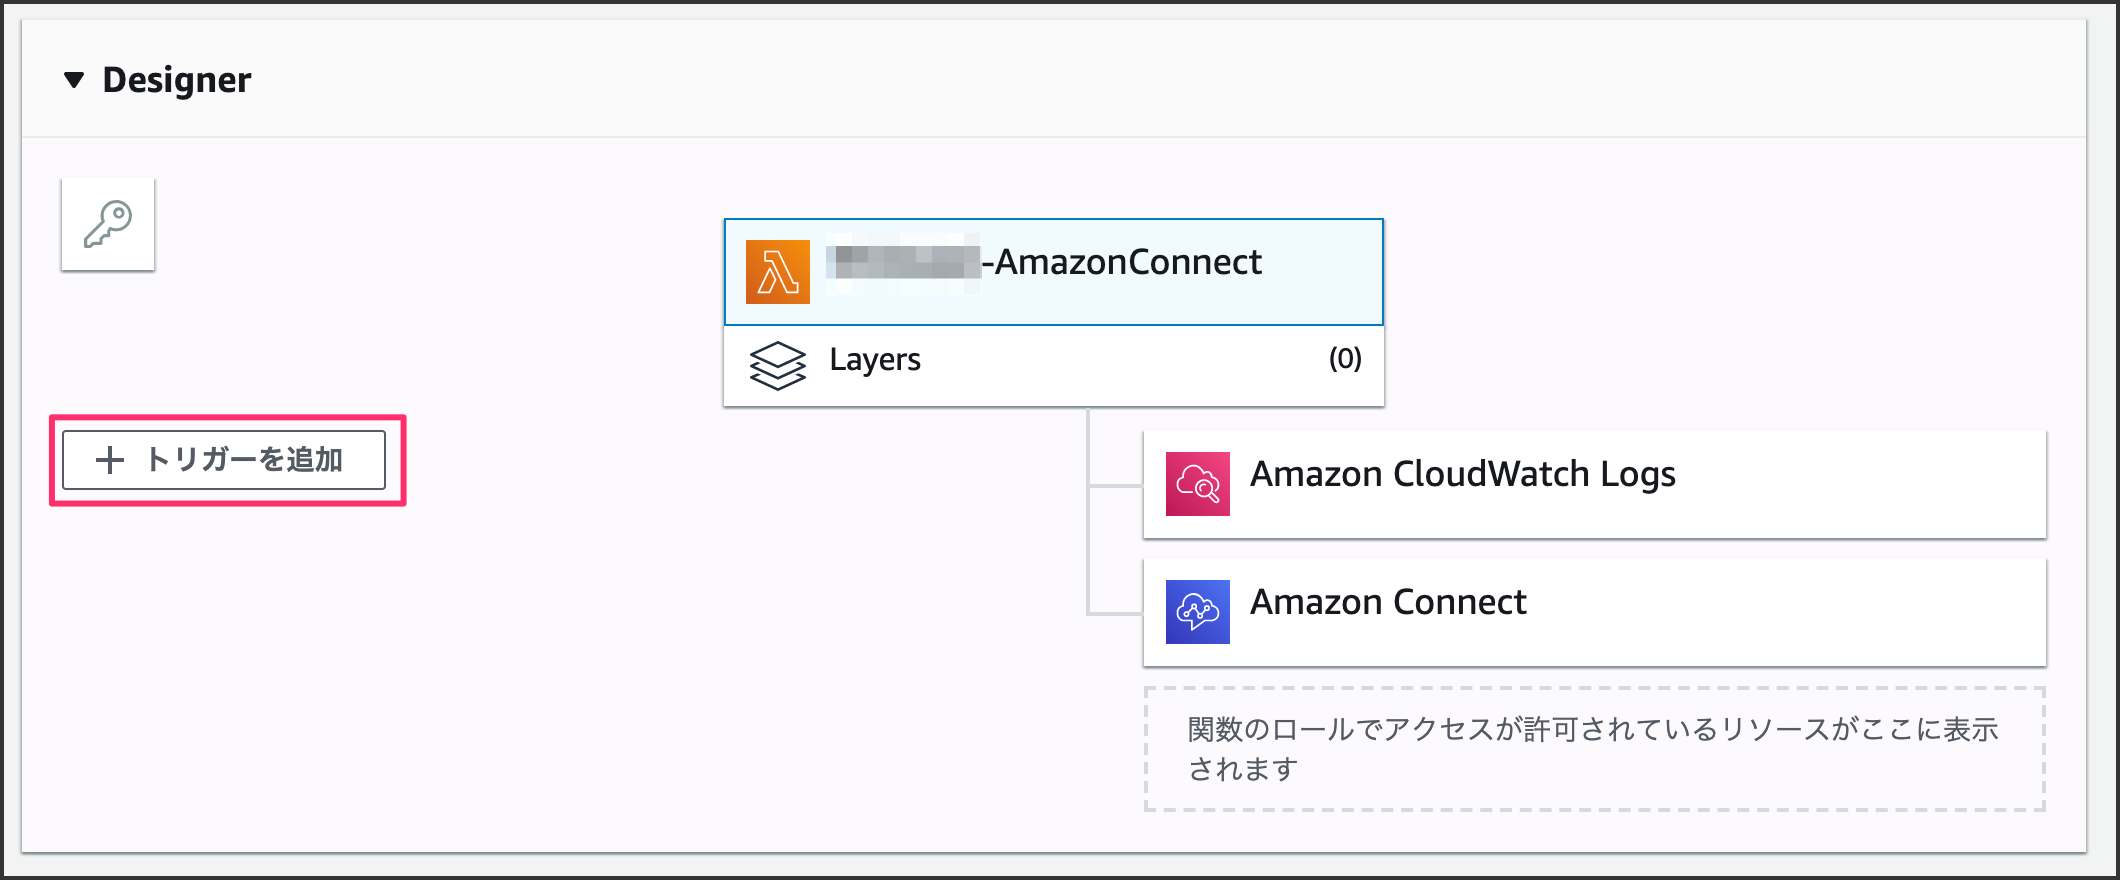 Designer
-AmazonConnect
Layers
(0)
トリガーを追加
Amazon CloudWatch Logs
Amazon Connect
関数のロールでアクセスが許可されているリソースがここに表示
されます